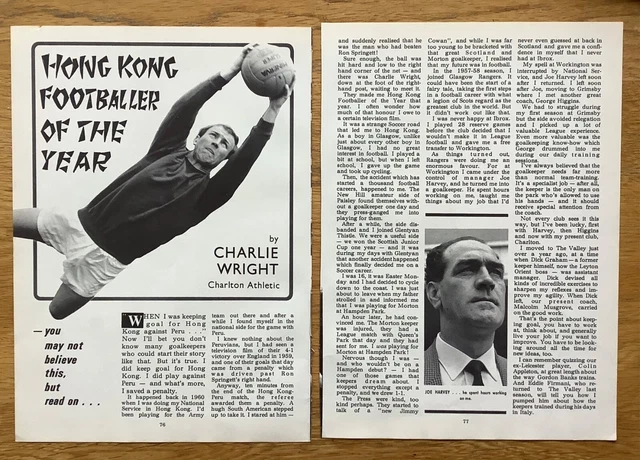 HONG KONG
FOOTBALLER
OF THE
YEAR
by
CHARLIE
WRIGHT
Charlton Athletic
— you
may not
believe
this,
but
read on . . .
WHEN I was keeping
goal for Hong
Kong against Peru . . .
Now I'll bet you don't
know many goalkeepers
who could start their story
like that. But it's true. I
did keep goal for Hong
Kong. I did play against
Peru — and what's more,
I saved a penalty.
It happened back in 1960
when I was doing my National
Service in Hong Kong. I'd
been playing for the Army
team out there and after a
while I found myself in the
national side for the game with
Peru.
I knew nothing about the
Peruvians, but I had seen a
television film of their 4-1
victory over England in 1959,
and one of their goals that day
came from a penalty which
was driven past Ron
Springett's right hand.
Anyway, ten minutes from
the end of the Hong Kong-
Peru match, the referee
awarded them a penalty. A
huge South American stepped
up to take it. I stared at him —
76
and suddenly realised that he
was the man who had beaten
Ron Springett!
Sure enough, the ball was
hit hard and low to the right
hand corner of the net — and
there was Charlie Wright,
down at the foot of the right
hand post, waiting to meet it.
They made me Hong Kong
Footballer of the Year that
year. I often wonder how
much of that honour I owe to
a certain television film.
It was a strange Soccer road
that led me to Hong Kong.
As a boy in Glasgow, unlike
just about every other boy in
Glasgow, I had no great
interest in football. I played a
bit at school, but when I left
school, I gave up the game
and took up cycling.
Then, the accident which
started a thousand football
careers, happened to me. The
New Hill amateur side of
Paisley found themselves with-
out a goalkeeper one day and
they press-ganged me into
playing for them.
After a while, the side dis-
banded and I joined Glentyan
Thistle. We were a useful side
— we won the Scottish Junior
Cup one year — and it was
during my days with Glentyan
that another accident happened
which finally decided me on a
Soccer career.
I was 16, it was Easter Mon-
day and I had decided to cycle
down to the coast. I was just
about to leave when my father
strolled in and informed me
that I was playing for Morton
at Hampden Park.
An hour later, he had con-
vinced me. The Morton keeper
was injured, they had a
League match with Queen's
Park that day and they had
sent for me. I <br>was playing for
Morton at Hampden Park!
Nervous though I was —
and who wouldn't be on a
Hampden debut? — I had
one of those games that
keepers dream about. I
stopped everything except a
penalty, and we drew 1-1.
The Press were kind, too
kind perhaps. They started to
talk of a "new Jimmy
Cowan", and while I was far
too young to be bracketed with
that great Scotland and
Morton goalkeeper, I realised
that my future was in football.
In the 1957-58 season, I
joined Glasgow Rangers. It
could have been the start of a
fairy tale, taking the first steps
in a football career with what
a legion of Scots regard as the
greatest club in the world. But
it didn't work out like that.
I was never happy at Ibrox.
I played 28 reserve games
before the club decided that I
wouldn't make it in League
football and gave me a free
transfer to Workington.
As things turned out,
Rangers were doing me an
enormous favour. For at
Workington I came under the
control of manager Joe
Harvey, and he turned me into
a goalkeeper. He spent hours
working on me, taught me
things about my job that I'd
JOE HARVEY . . . he spent hours working
on me.
never even guessed at back in
Scotland and gave me a confi-
dence in myself that I never
had at Ibrox.
My spell at Workington was
interrupted by National Ser-
vice, and Joe Harvey left soon
after I returned. I left soon
after Joe, moving to Grimsby
where I met another great
coach, George Higgins.
We had to struggle during
my first season at Grimsby
but the side avoided relegation
and I picked up a lot of
valuable League experience.
Even more valuable was the
goalkeeping know-how which
George drummed into me
during our daily training
sessions.
I've always believed that the
goalkeeper needs far more
than normal team-training.
It's a specialist job — after all,
the keeper is the only man on
the park who's allowed to use
his hands — and it should
receive special attention from
the coach.
Not every club sees it this
way, but I've been lucky, first
with Harvey, then Higgins
and now with my present club,
Charlton.
I moved to The Valley just
over a year ago, at a time
when Dick Graham — a former
keeper himself, now the Leyton
Orient boss — was assistant
manager. Dick devised all
kinds of incredible exercises to
sharpen my reflexes and im-
prove my agility. When Dick
left, our present coach,
Malcolm Musgrove, carried
on the good work.
That's the point about keep-
ing goal, you have to work
at, think about, and generally
live your job if you want to
improve. You have to be look-
ing around all the time for
new ideas, too.
I can remember quizzing our
ex-Leicester player, Colin
Appleton, at great length about
the way Gordon Banks trains.
And Eddie Firmani, who re-
turned to The Valley last
season, will tell you how I
pumped him about how the
keepers trained during his days
in Italy.
77